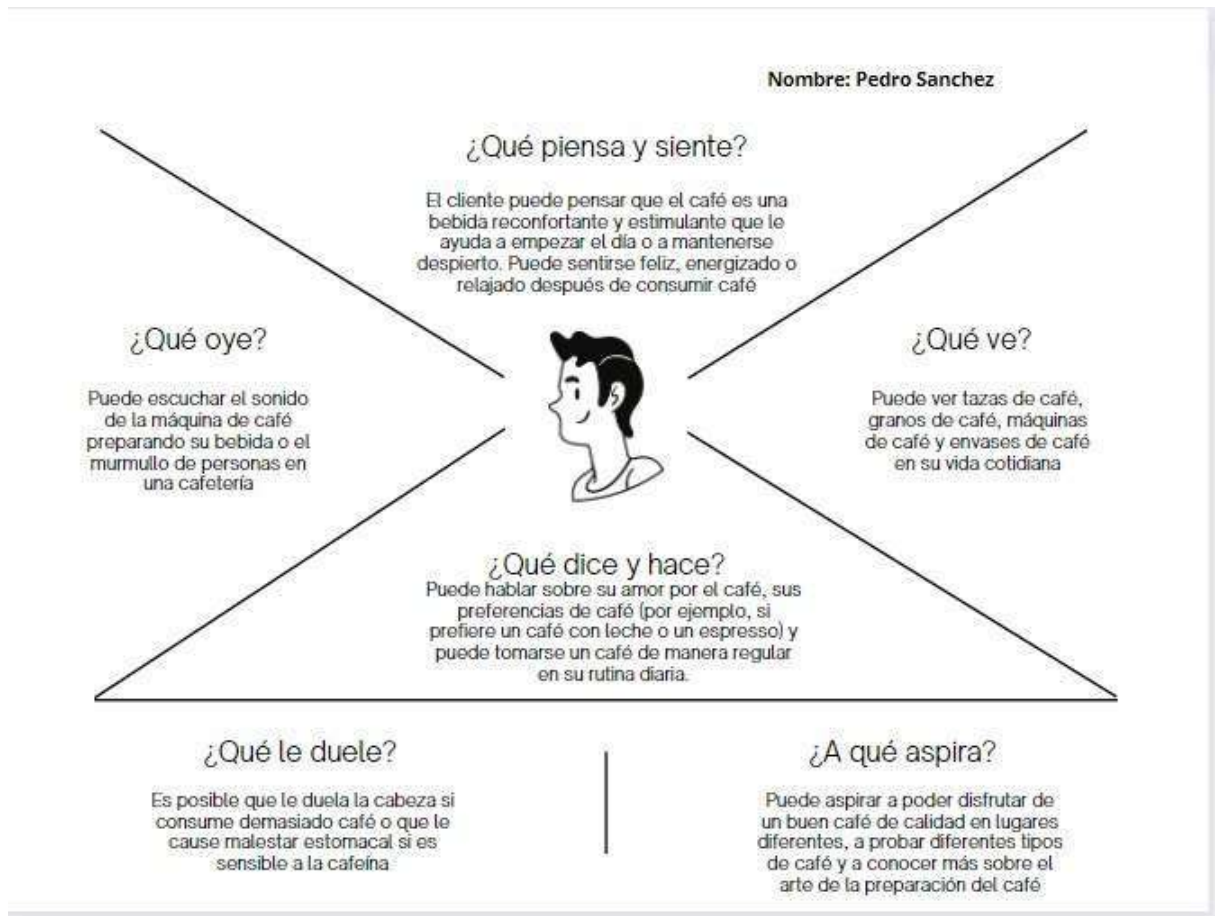 Nombre: Pedro Sanchez
¿Qué piensa y siente?
El cliente puede pensar que el café es una
bebida reconfortante y estimulante que le
ayuda a empezar el día o a mantenerse
despierto. Puede sentirse feliz, energizado o
relajado después de consumir café
¿Qué oye?
Puede escuchar el sonido
de la máquina de café
preparando su bebida o el
murmullo de personas en
una cafetería
¿Qué ve?
Puede ver tazas de café,
granos de café, máquinas
de café y envases de café
en su vida cotidiana
¿Qué dice y hace?
Puede hablar sobre su amor por el café, sus
preferencias de café (por ejemplo, si
prefiere un café con leche o un espresso) y
puede tomarse un café de manera regular
en su rutina diaria.
¿Qué le duele?
Es posible que le duela la cabeza si
consume demasiado café o que le
cause malestar estomacal si es
sensible a la cafeína
¿A qué aspira?
Puede aspirar a poder disfrutar de
un buen café de calidad en lugares
diferentes, a probar diferentes tipos
de café y a conocer más sobre el
arte de la preparación del café